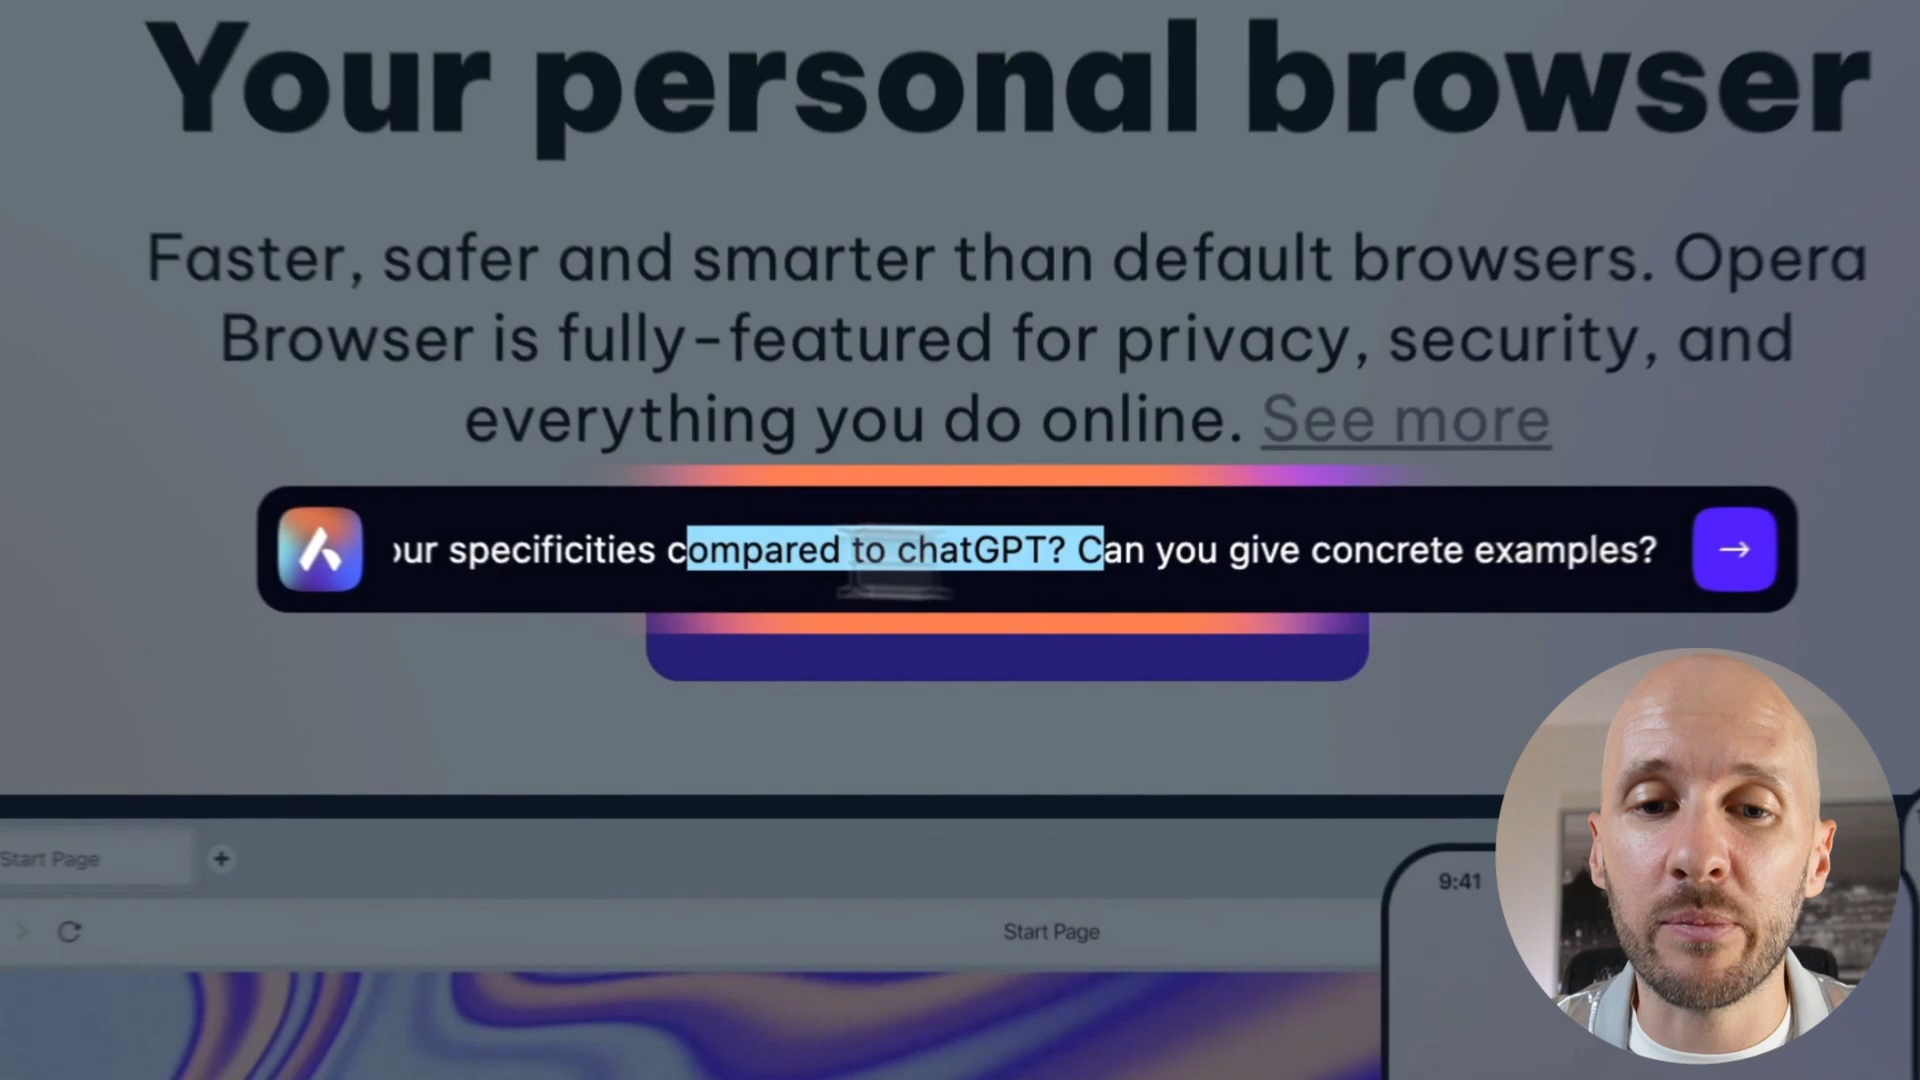 Your personal browser
Faster, safer and smarter than default browsers. Opera
Browser is fully-featured for privacy, security, and
everything you do online. See more
specificities compared to chatGPT? Can you give concrete examples?
Start Page
9:41
Start Page